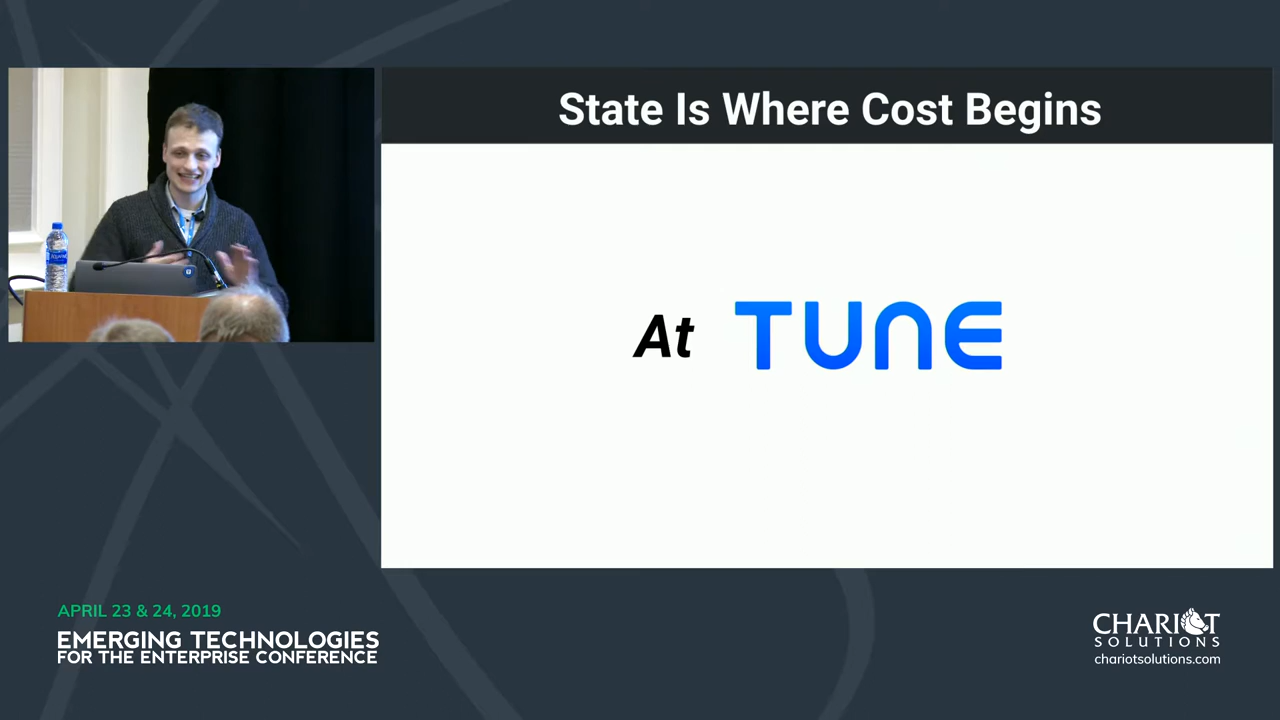 State Is Where Cost Begins
At TUNE
APRIL 23 & 24, 2019
EMERGING TECHNOLOGIES
FOR THE ENTERPRISE CONFERENCE
CHARIOT
SOLUTIONS
chariotsolutions.com